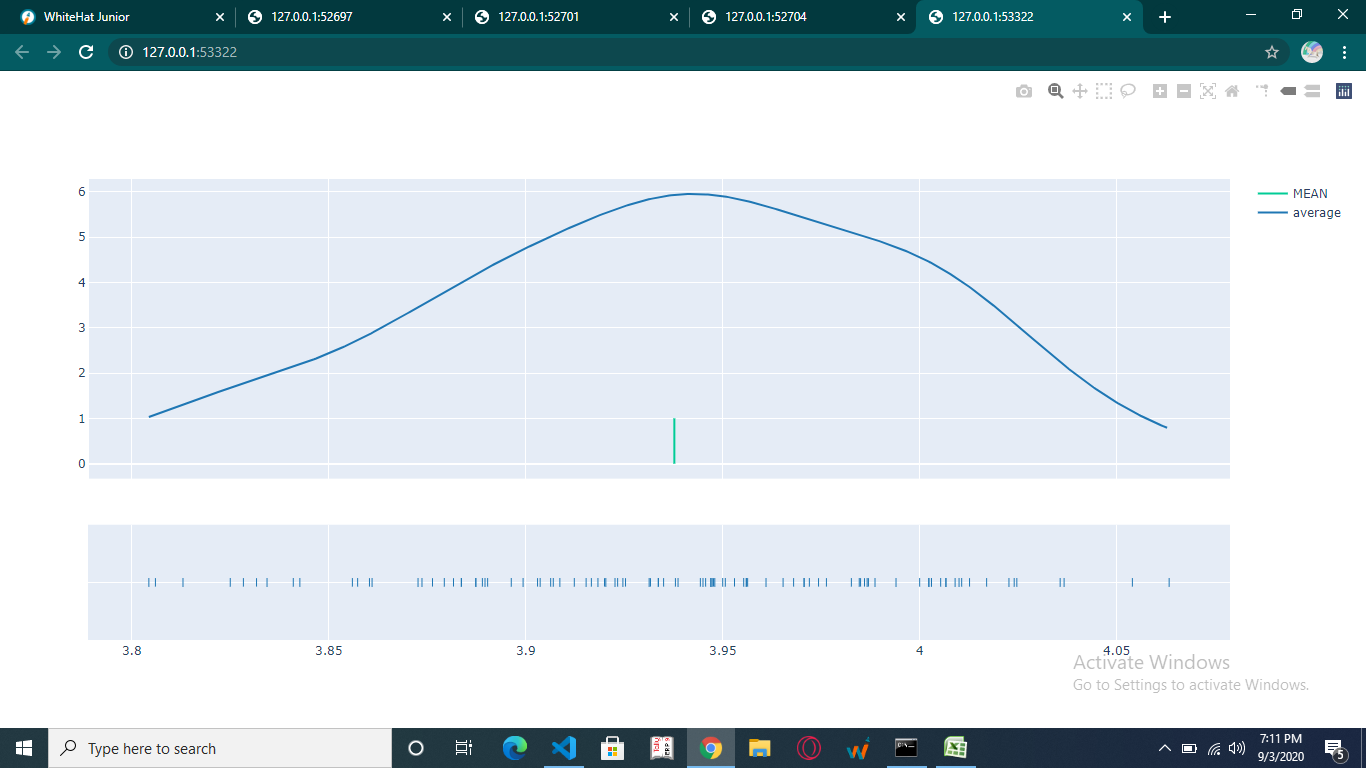 WhiteHat Junior
127.0.0.1:52697
127.0.0.1:52701
127.0.0.1:52704
127.0.0.1:53322
127.0.0.1:53322
6
5
4
3
2
1
0
MEAN
average
3.8
3.85
3.9
3.95
4
4.05
Activate Windows
Go to Settings to activate Windows.
Type here to search
7:11 PM
9/3/2020
5